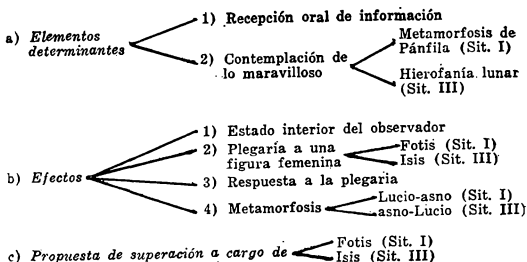 1) Recepción oral de información
a) Elementos
determinantes
2) Contemplación de
lo maravilloso
Metamorfosis de
Pánfila (Sit. I)
Hierofanía lunar
(Sit. III)
b) Efectos
1) Estado interior del observador
2) Plegaría a una
figura femenina
Fotis (Sit. I)
Isis (Sit. III)
3) Respuesta a la plegaria
4) Metamorfosis
Lucio-asno (Sit. I)
asno-Lucio (Sit. III)
c) Propuesta de superación a cargo de
Fotis (Sit. I)
Isis (Sit. III)